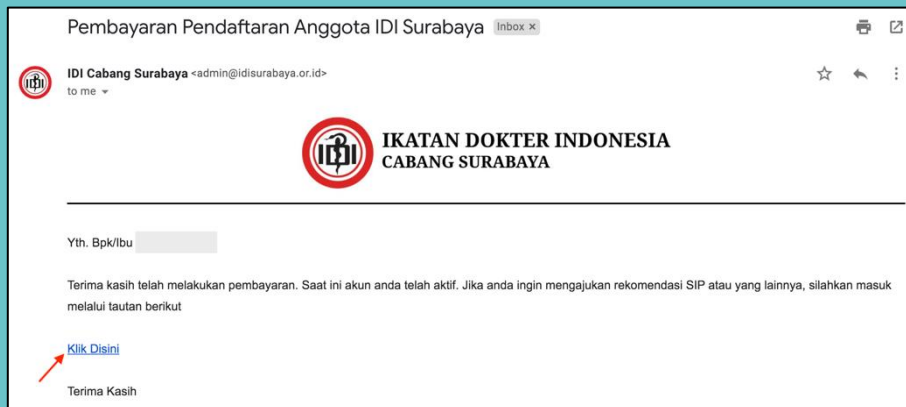 Pembayaran Pendaftaran Anggota IDI Surabaya Inbox ×
IDI Cabang Surabaya <admin@idisurabaya.or.id>
to me
IDI
IDI
IKATAN DOKTER INDONESIA
CABANG SURABAYA
Yth. Bpk/Ibu
Terima kasih telah melakukan pembayaran. Saat ini akun anda telah aktif. Jika anda ingin mengajukan rekomendasi SIP atau yang lainnya, silahkan masuk
melalui tautan berikut
Klik Disini
Terima Kasih